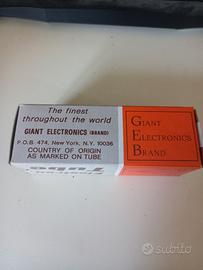 The finest
throughout the world
GIANT ELECTRONICS (BRAND)
P.O.B. 474, New York, N.Y. 10036
COUNTRY OF ORIGIN
AS MARKED ON TUBE
GIANT
ELECTRONICS
BRAND
subito